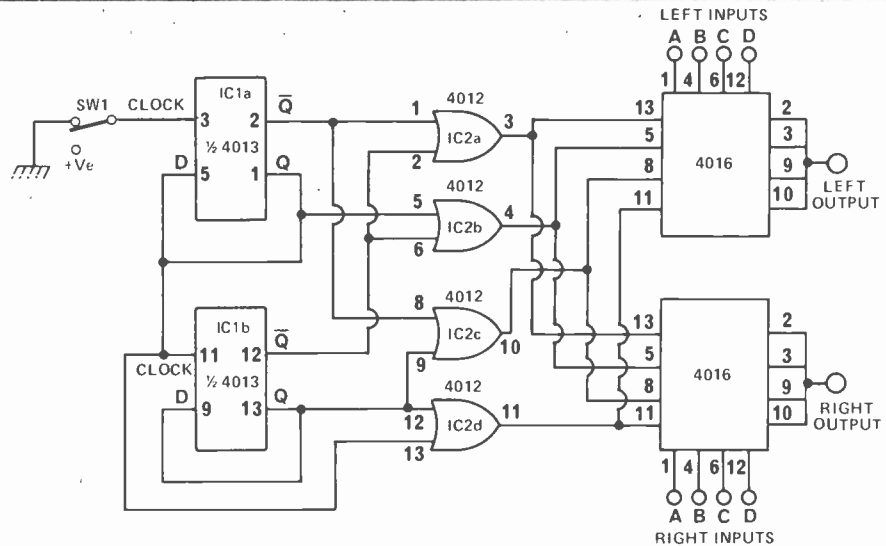 LEFT INPUTS
A B C D
1 4 6 12
SW1
CLOCK
+Ve
IC1a
3 2 Q̅
½ 4013
D Q
5 1
4012
1
IC2a
3
2
4012
5
IC2b
4
6
13
5
8
11
4016
2
3
9
10
LEFT
OUTPUT
IC1b
11 12 Q̅
CLOCK
½ 4013
D Q
9 13
4012
8
IC2c
10
9
4012
12
IC2d
11
13
13
5
8
11
4016
2
3
9
10
RIGHT
OUTPUT
1 4 6 12
A B C D
RIGHT INPUTS